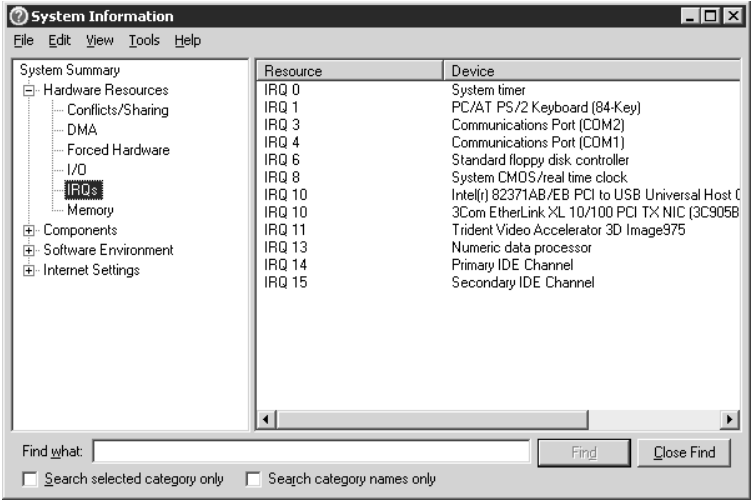 System Information
File Edit View Tools Help
System Summary
Hardware Resources
Conflicts/Sharing
DMA
Forced Hardware
I/O
IRQs
Memory
Components
Software Environment
Internet Settings
Resource Device
IRQ 0 System timer
IRQ 1 PC/AT PS/2 Keyboard (84-Key)
IRQ 3 Communications Port (COM2)
IRQ 4 Communications Port (COM1)
IRQ 6 Standard floppy disk controller
IRQ 8 System CMOS/real time clock
IRQ 10 Intel(r) 82371AB/EB PCI to USB Universal Host
IRQ 10 3Com EtherLink XL 10/100 PCI TX NIC (3C905B
IRQ 11 Trident Video Accelerator 3D Image975
IRQ 13 Numeric data processor
IRQ 14 Primary IDE Channel
IRQ 15 Secondary IDE Channel
Find what: Find Close Find
Search selected category only Search category names only